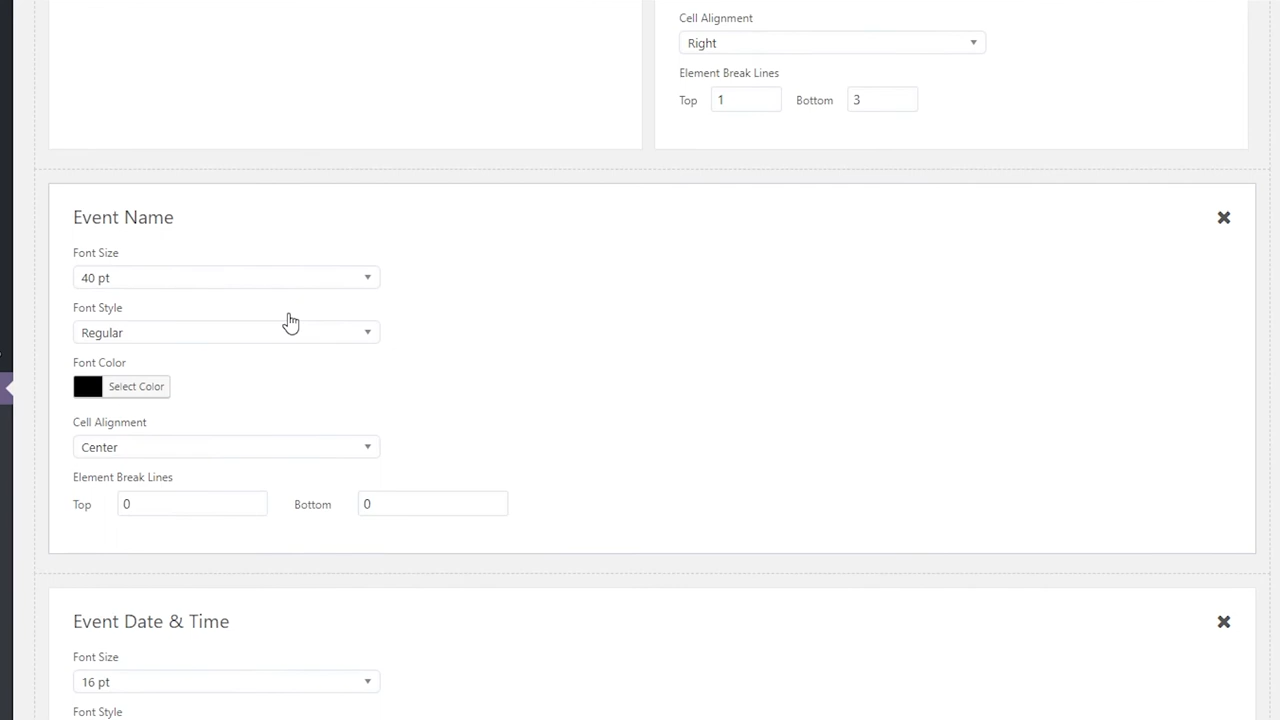 Cell Alignment
Right
Element Break Lines
Top 1 Bottom 3
Event Name
Font Size
40 pt
Font Style
Regular
Font Color
Select Color
Cell Alignment
Center
Element Break Lines
Top 0 Bottom 0
Event Date & Time
Font Size
16 pt
Font Style